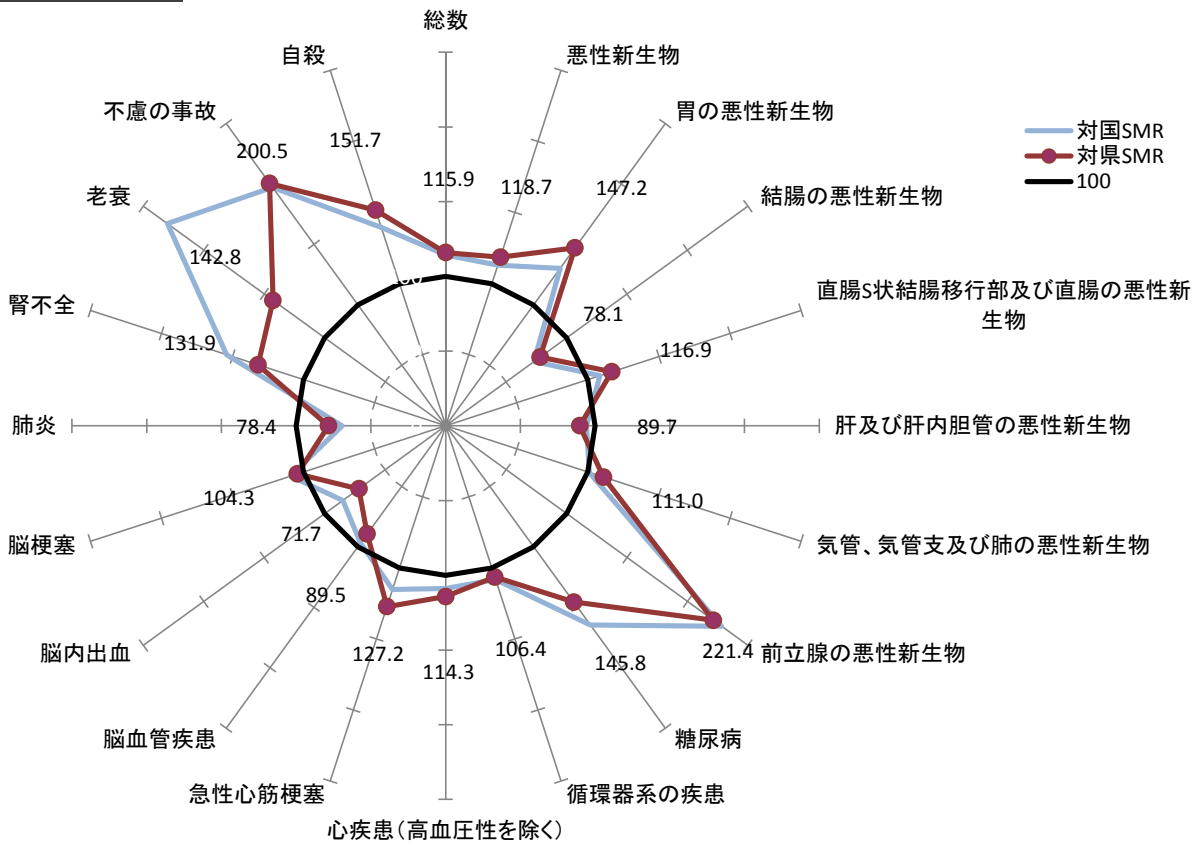 総数
自殺
悪性新生物
不慮の事故
胃の悪性新生物
対国SMR
対県SMR
100
151.7
200.5
115.9
118.7
147.2
老衰
結腸の悪性新生物
142.8
78.1
直腸S状結腸移行部及び直腸の悪性新
生物
腎不全
131.9
116.9
肺炎
78.4
89.7
肝及び肝内胆管の悪性新生物
104.3
111.0
脳梗塞
気管、気管支及び肺の悪性新生物
71.7
89.5
脳内出血
127.2
114.3
106.4
145.8
221.4
前立腺の悪性新生物
脳血管疾患
糖尿病
急性心筋梗塞
循環器系の疾患
心疾患（高血圧性を除く）